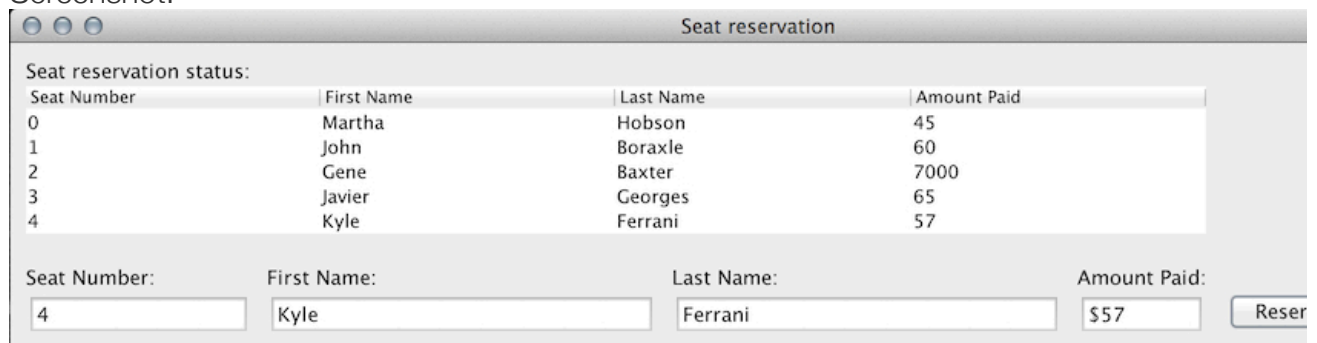 Screenshot:
Seat reservation
Seat reservation status:
Seat Number First Name Last Name Amount Paid
0 Martha Hobson 45
1 John Boraxle 60
2 Gene Baxter 7000
3 Javier Georges 65
4 Kyle Ferrani 57
Seat Number: First Name: Last Name: Amount Paid:
4 Kyle Ferrani $57 Reser